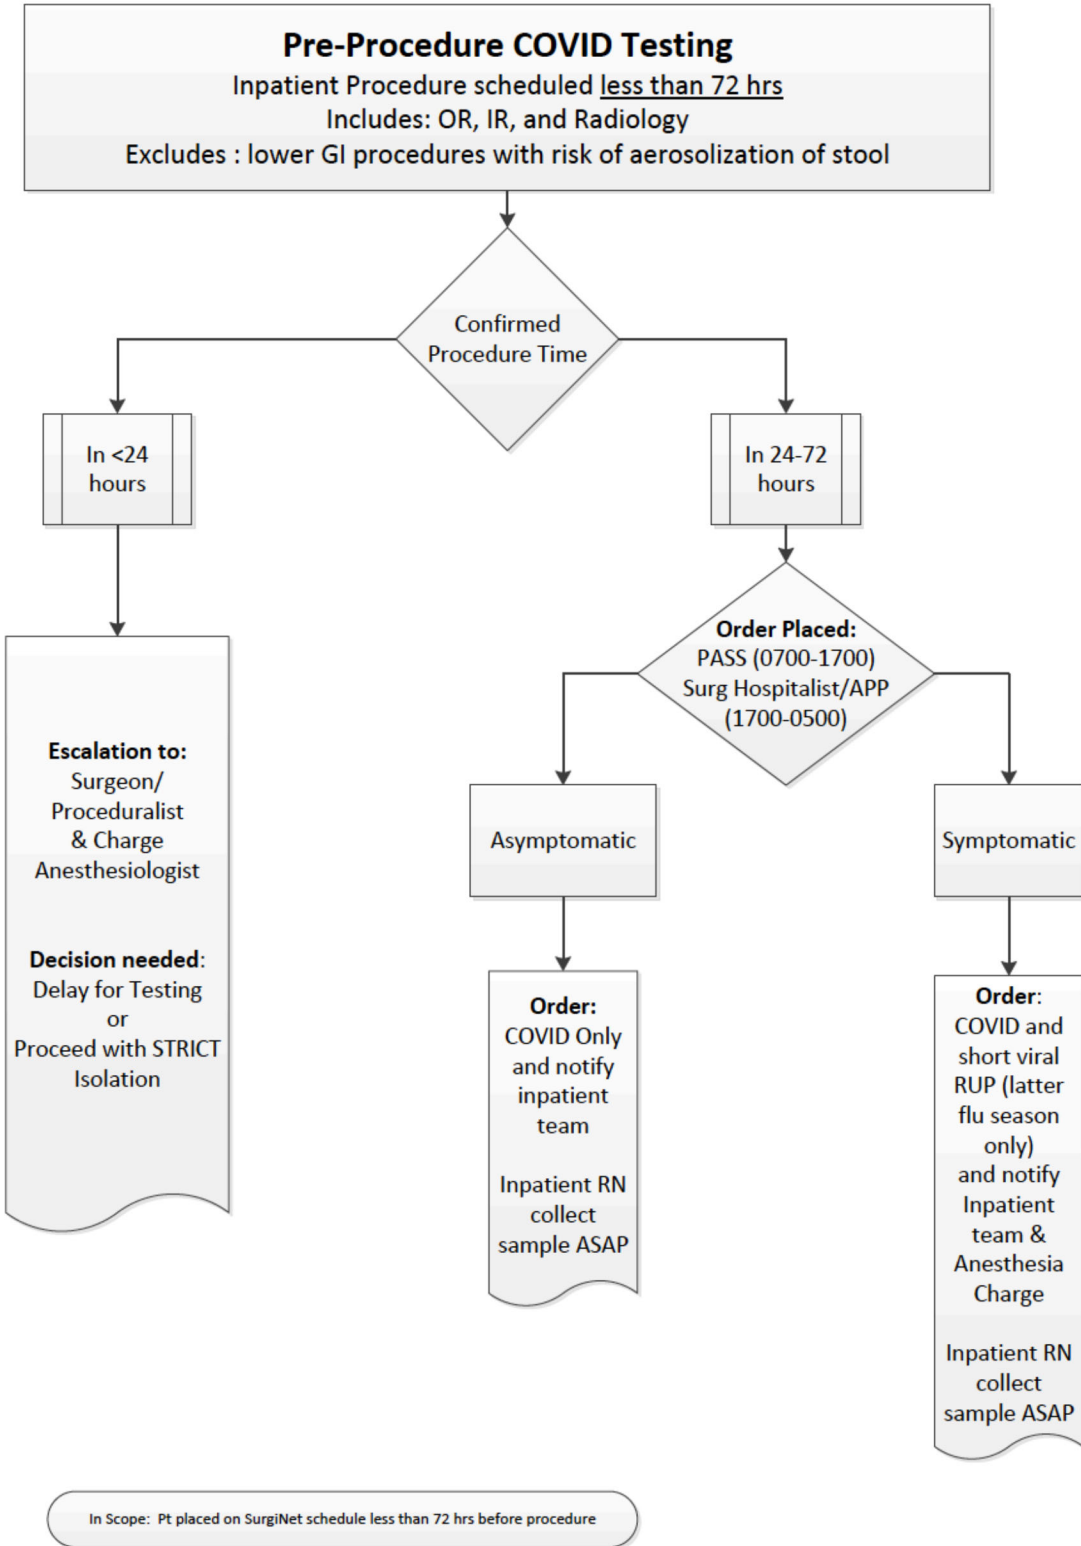 Pre-Procedure COVID Testing
Inpatient Procedure scheduled less than 72 hrs
Includes: OR, IR, and Radiology
Excludes : lower GI procedures with risk of aerosolization of stool
Confirmed
Procedure Time
In <24
hours
In 24-72
hours
Escalation to:
Surgeon/
Proceduralist
& Charge
Anesthesiologist
Decision needed:
Delay for Testing
or
Proceed with STRICT
Isolation
Order Placed:
PASS (0700-1700)
Surg Hospitalist/APP
(1700-0500)
Asymptomatic
Symptomatic
Order:
COVID Only
and notify
inpatient
team
Inpatient RN
collect
sample ASAP
Order:
COVID and
short viral
RUP (latter
flu season
only)
and notify
Inpatient
team &
Anesthesia
Charge
Inpatient RN
collect
sample ASAP
In Scope: Pt placed on SurgiNet schedule less than 72 hrs before procedure